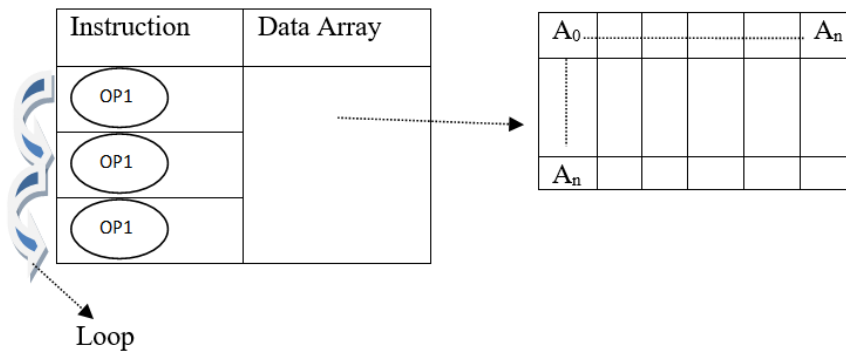 Instruction Data Array
A₀ Aₙ
OP1
OP1
Aₙ
OP1
Loop